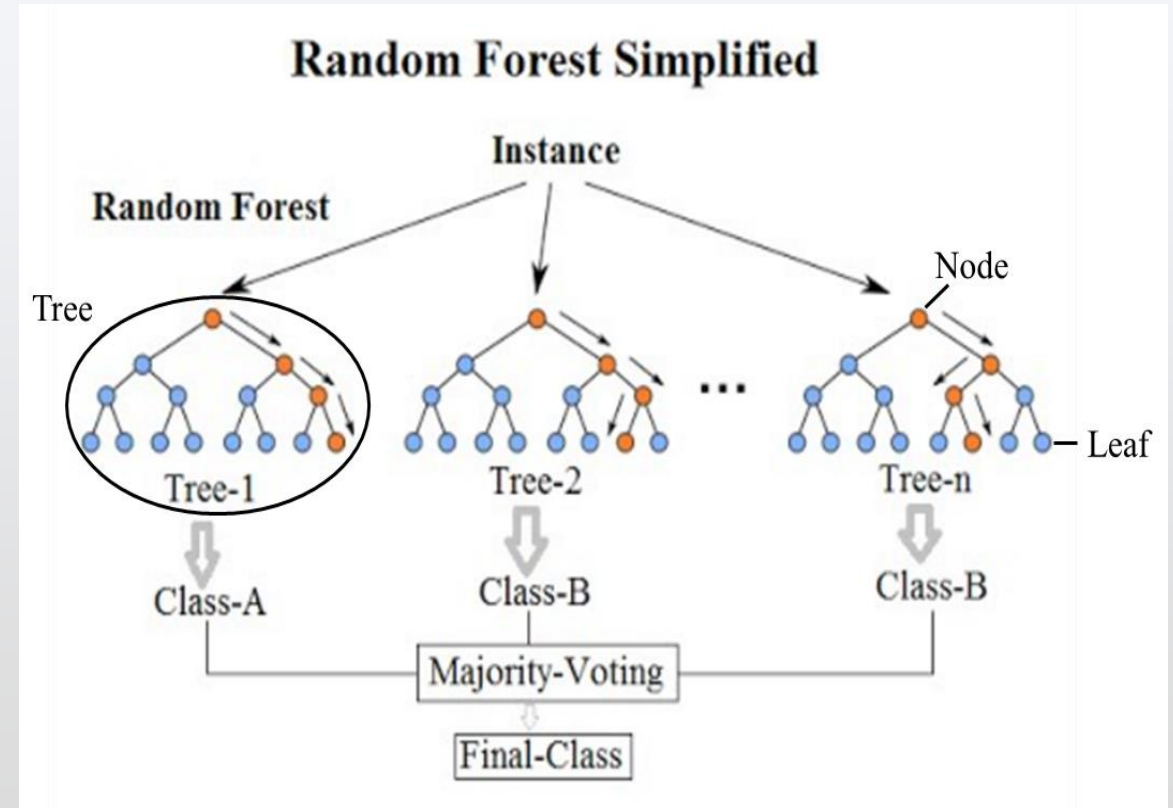 Random Forest Simplified
Instance
Random Forest
Node
Tree
...
Leaf
Tree-1
Tree-2
Tree-n
Class-A
Class-B
Class-B
Majority-Voting
Final-Class